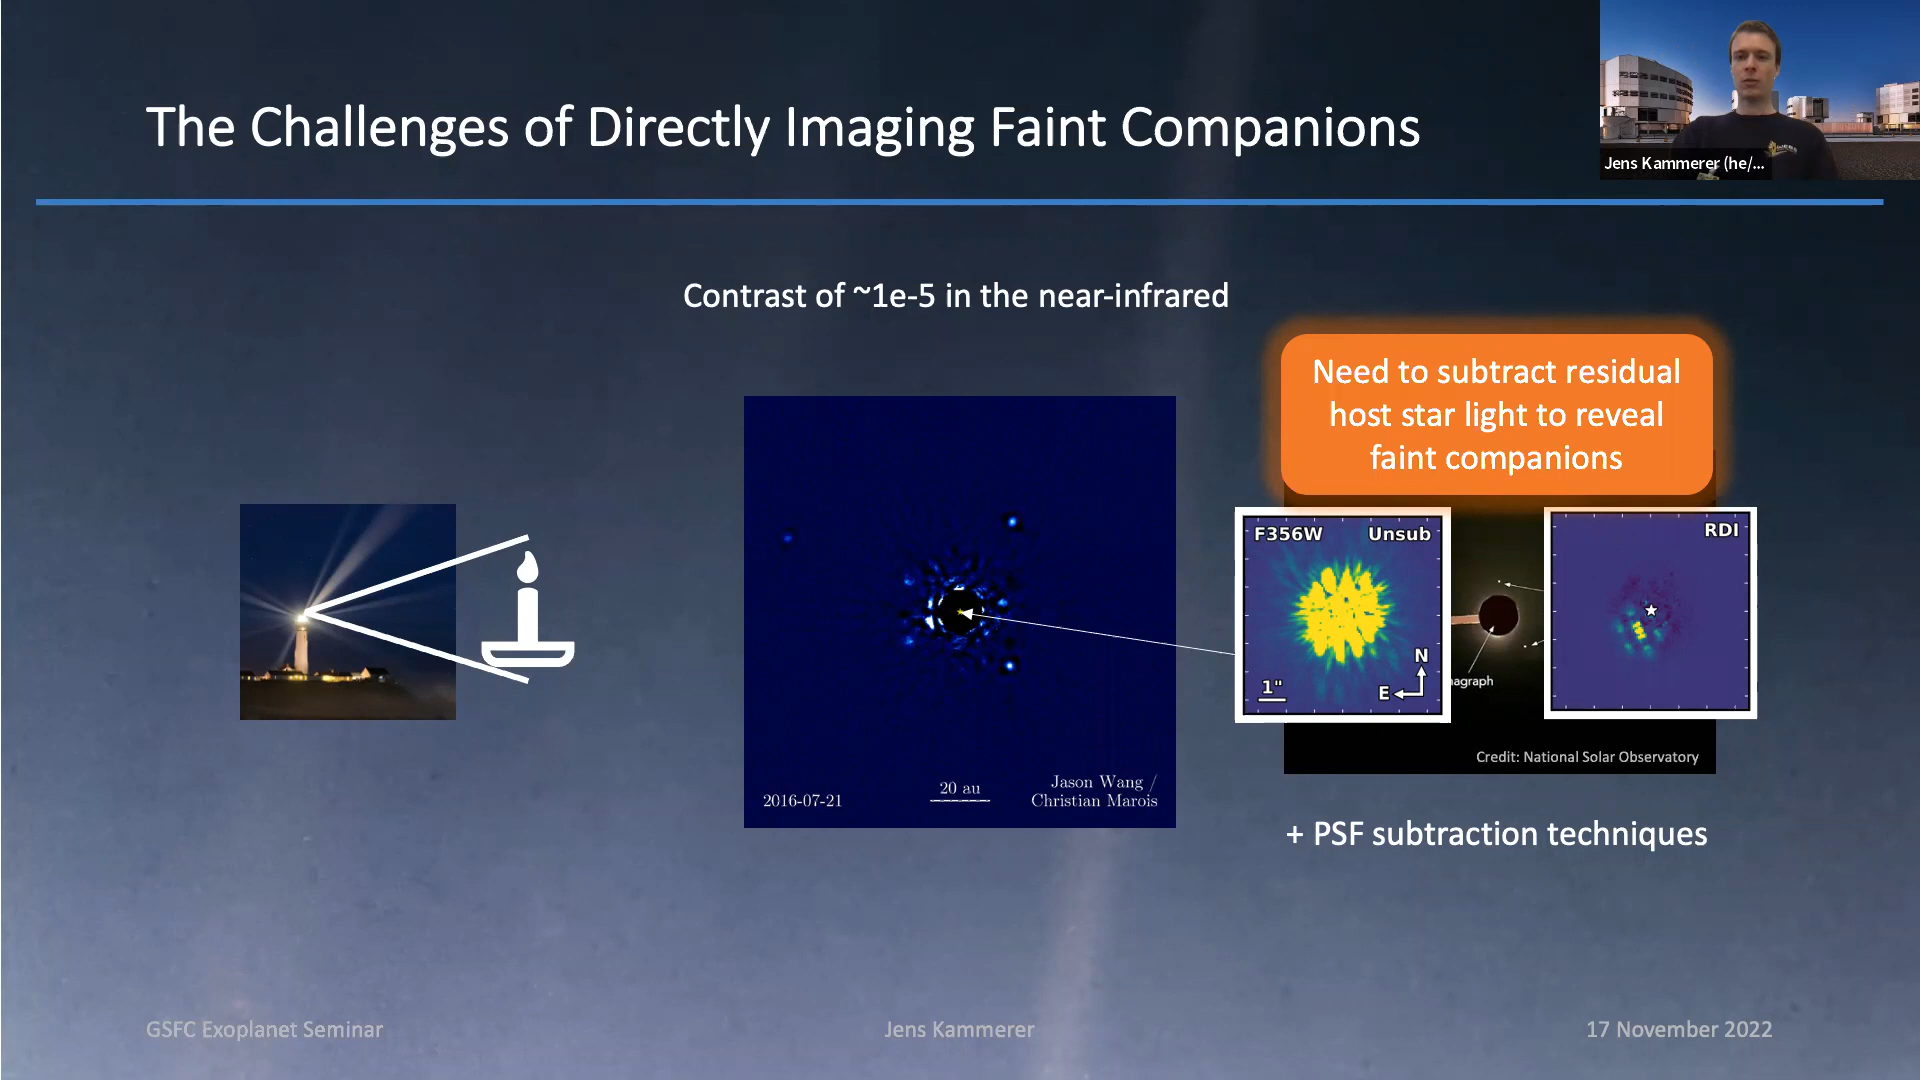 The Challenges of Directly Imaging Faint Companions
Jens Kammerer (he/...
Contrast of ~1e-5 in the near-infrared
Need to subtract residual
host star light to reveal
faint companions
F356W Unsub
N
E
1"
RDI
nagraph
Credit: National Solar Observatory
2016-07-21
20 au
Jason Wang /
Christian Marois
+ PSF subtraction techniques
GSFC Exoplanet Seminar
Jens Kammerer
17 November 2022